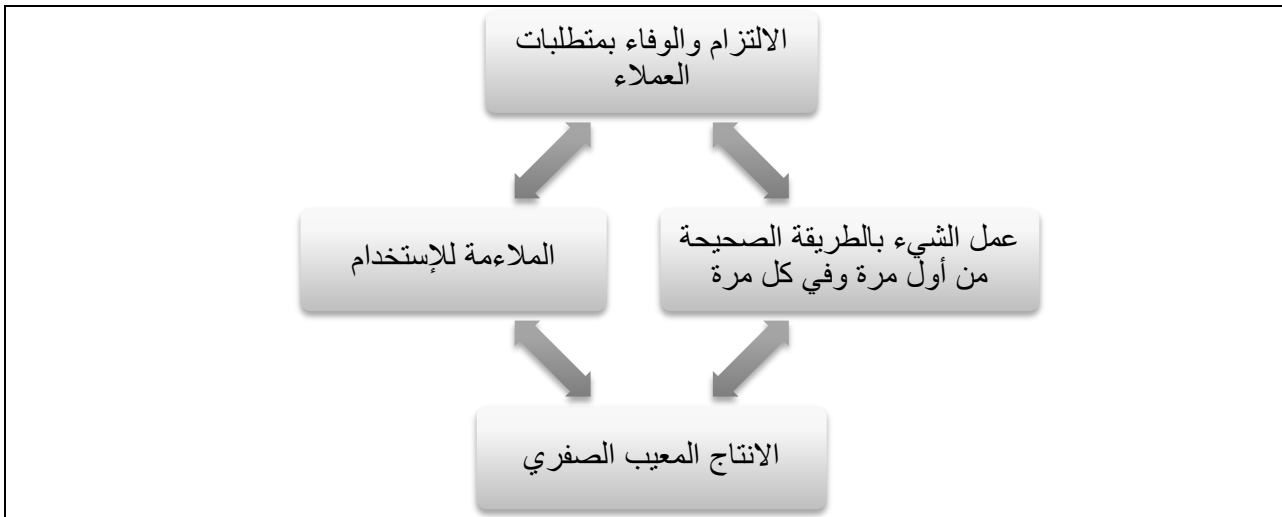 الالتزام والوفاء بمتطلبات
العملاء
عمل الشيء بالطريقة الصحيحة
من أول مرة وفي كل مرة
الملاءمة للإستخدام
الانتاج المعيب الصفري